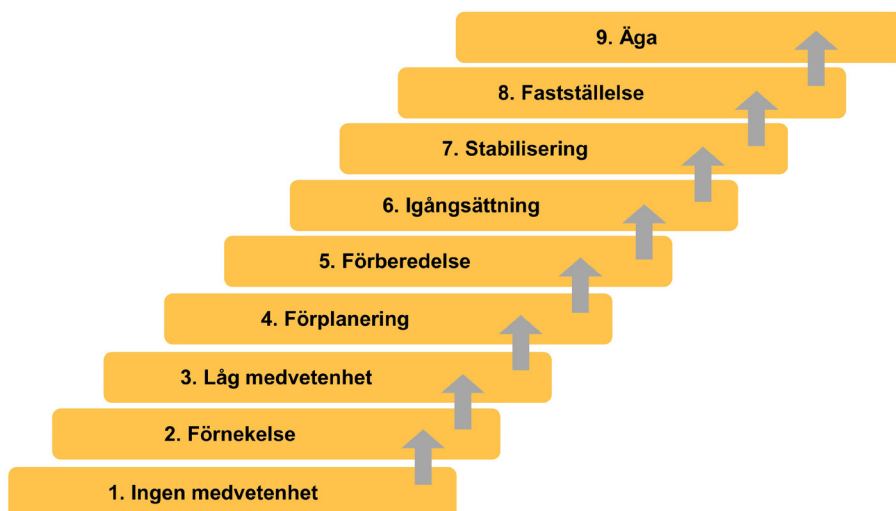 9. Äga
8. Fastställelse
7. Stabilisering
6. Igångsättning
5. Förberedelse
4. Förplanering
3. Låg medvetenhet
2. Förnekelse
1. Ingen medvetenhet